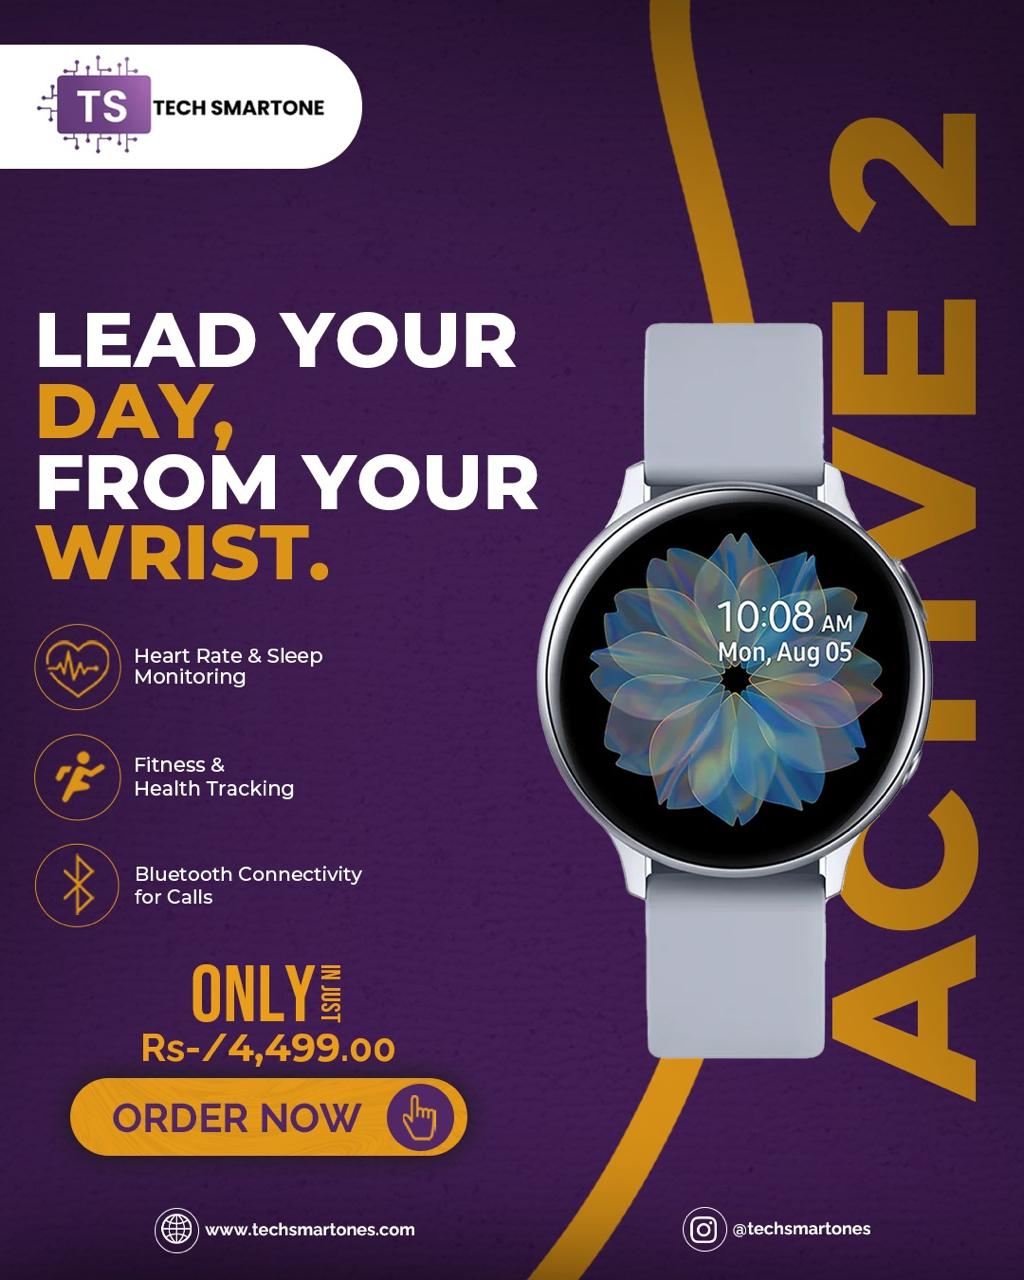 TS TECH SMARTONE
LEAD YOUR
DAY,
FROM YOUR
WRIST.
Heart Rate & Sleep
Monitoring
Fitness &
Health Tracking
Bluetooth Connectivity
for Calls
ONLY IN JUST
Rs-/4,499.00
ORDER NOW
ACTIVE 2
10:08 AM
Mon, Aug 05
www.techsmartones.com
@techsmartones